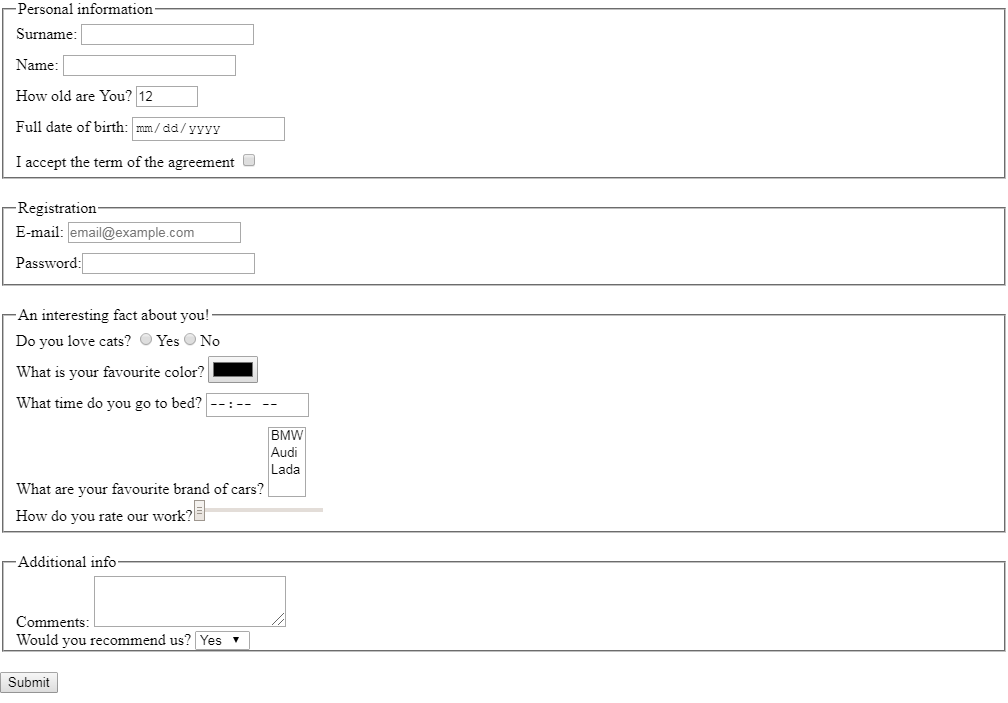 Personal information
Surname:
Name:
How old are You? 12
Full date of birth: mm/dd/yyyy
I accept the term of the agreement
Registration
E-mail: email@example.com
Password:
An interesting fact about you!
Do you love cats? Yes No
What is your favourite color?
What time do you go to bed? --:-- --
BMW
Audi
Lada
What are your favourite brand of cars?
How do you rate our work?
Additional info
Comments:
Would you recommend us? Yes
Submit